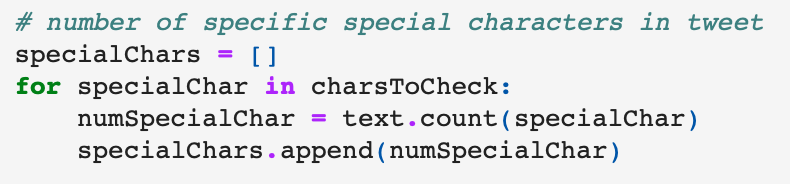 # number of specific special characters in tweet
specialChars = []
for specialChar in charsToCheck:
    numSpecialChar = text.count(specialChar)
    specialChars.append(numSpecialChar)